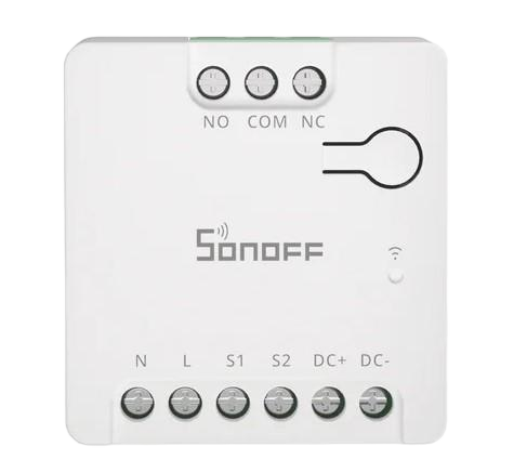 NO COM NC
SONOFF
N L S1 S2 DC+ DC-